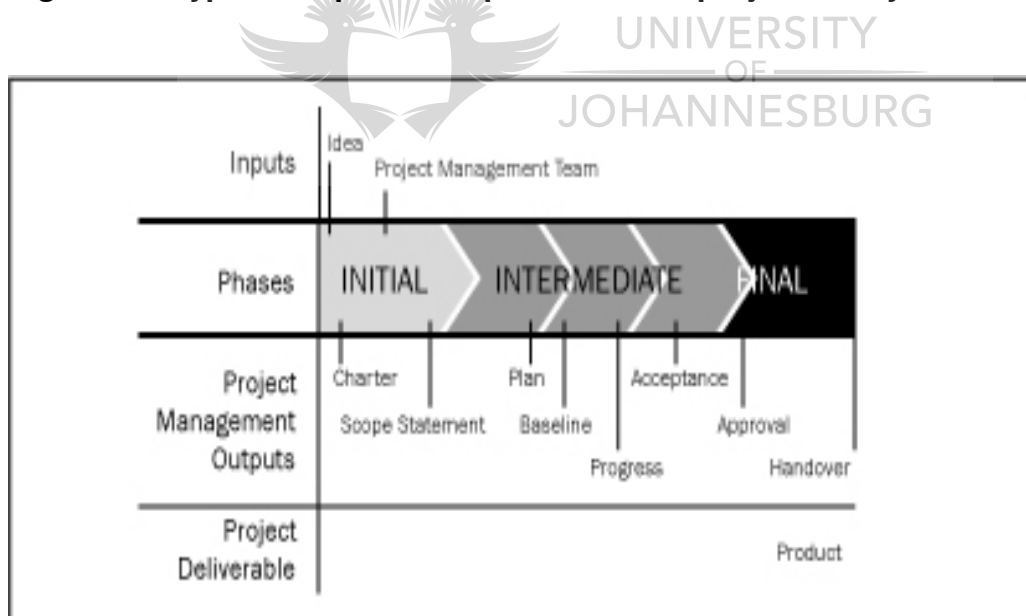 UNIVERSITY
OF
JOHANNESBURG
Inputs
Idea
Project Management Team
Phases
INITIAL
INTERMEDIATE
FINAL
Project
Management
Outputs
Charter
Plan
Acceptance
Scope Statement
Baseline
Approval
Progress
Handover
Project
Deliverable
Product